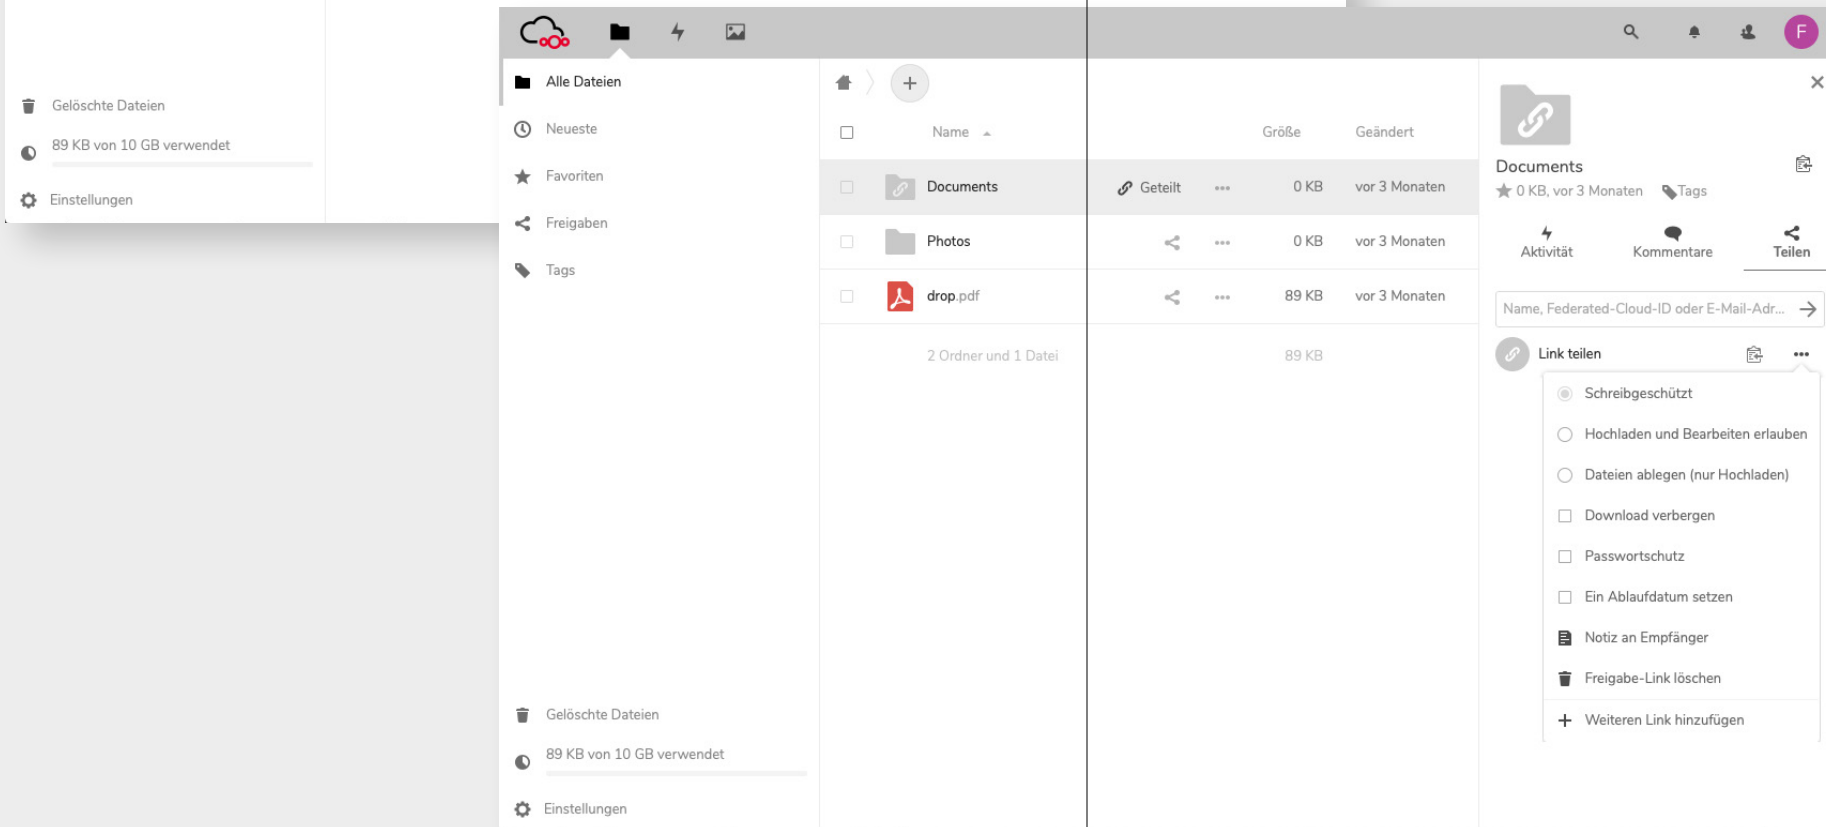 Gelöschte Dateien
89 KB von 10 GB verwendet
Einstellungen
F
Alle Dateien
Neueste
Favoriten
Freigaben
Tags
Gelöschte Dateien
89 KB von 10 GB verwendet
Einstellungen
Name Größe Geändert
Documents Geteilt 0 KB vor 3 Monaten
Photos 0 KB vor 3 Monaten
drop.pdf 89 KB vor 3 Monaten
2 Ordner und 1 Datei 89 KB
Documents
0 KB, vor 3 Monaten Tags
Aktivität Kommentare Teilen
Name, Federated-Cloud-ID oder E-Mail-Adr...
Link teilen
Schreibgeschützt
Hochladen und Bearbeiten erlauben
Dateien ablegen (nur Hochladen)
Download verbergen
Passwortschutz
Ein Ablaufdatum setzen
Notiz an Empfänger
Freigabe-Link löschen
Weiteren Link hinzufügen